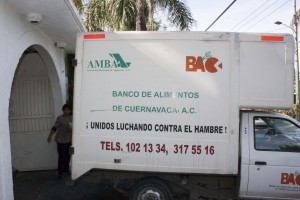 AMBA
BAC
BANCO DE ALIMENTOS
DE CUERNAVACA A.C.
¡ UNIDOS LUCHANDO CONTRA EL HAMBRE !
TELS. 102 13 34, 317 55 16
BAC